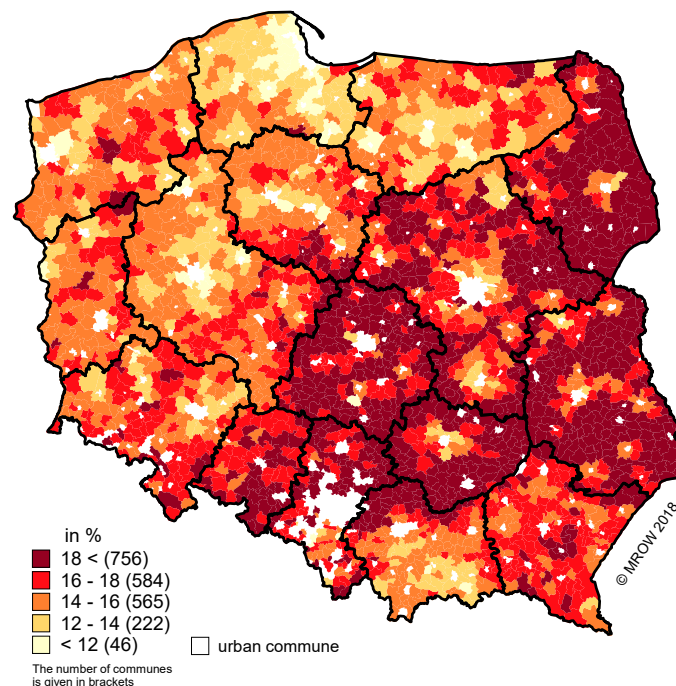 in %
18 < (756)
16 - 18 (584)
14 - 16 (565)
12 - 14 (222)
< 12 (46)
urban commune
The number of communes
is given in brackets
© MROW 2018